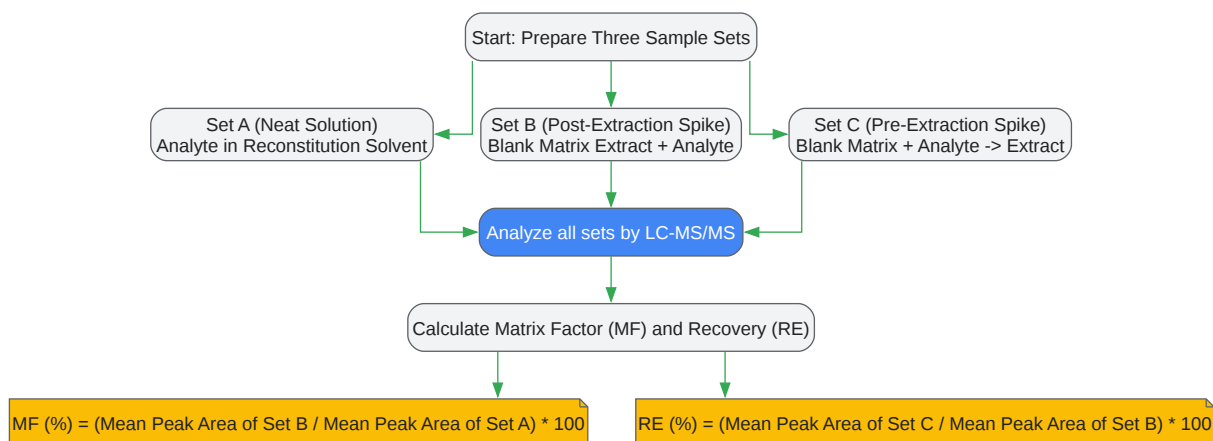 Start: Prepare Three Sample Sets
Set A (Neat Solution)
Analyte in Reconstitution Solvent
Set B (Post-Extraction Spike)
Blank Matrix Extract + Analyte
Set C (Pre-Extraction Spike)
Blank Matrix + Analyte -> Extract
Analyze all sets by LC-MS/MS
Calculate Matrix Factor (MF) and Recovery (RE)
MF (%) = (Mean Peak Area of Set B / Mean Peak Area of Set A) * 100
RE (%) = (Mean Peak Area of Set C / Mean Peak Area of Set B) * 100